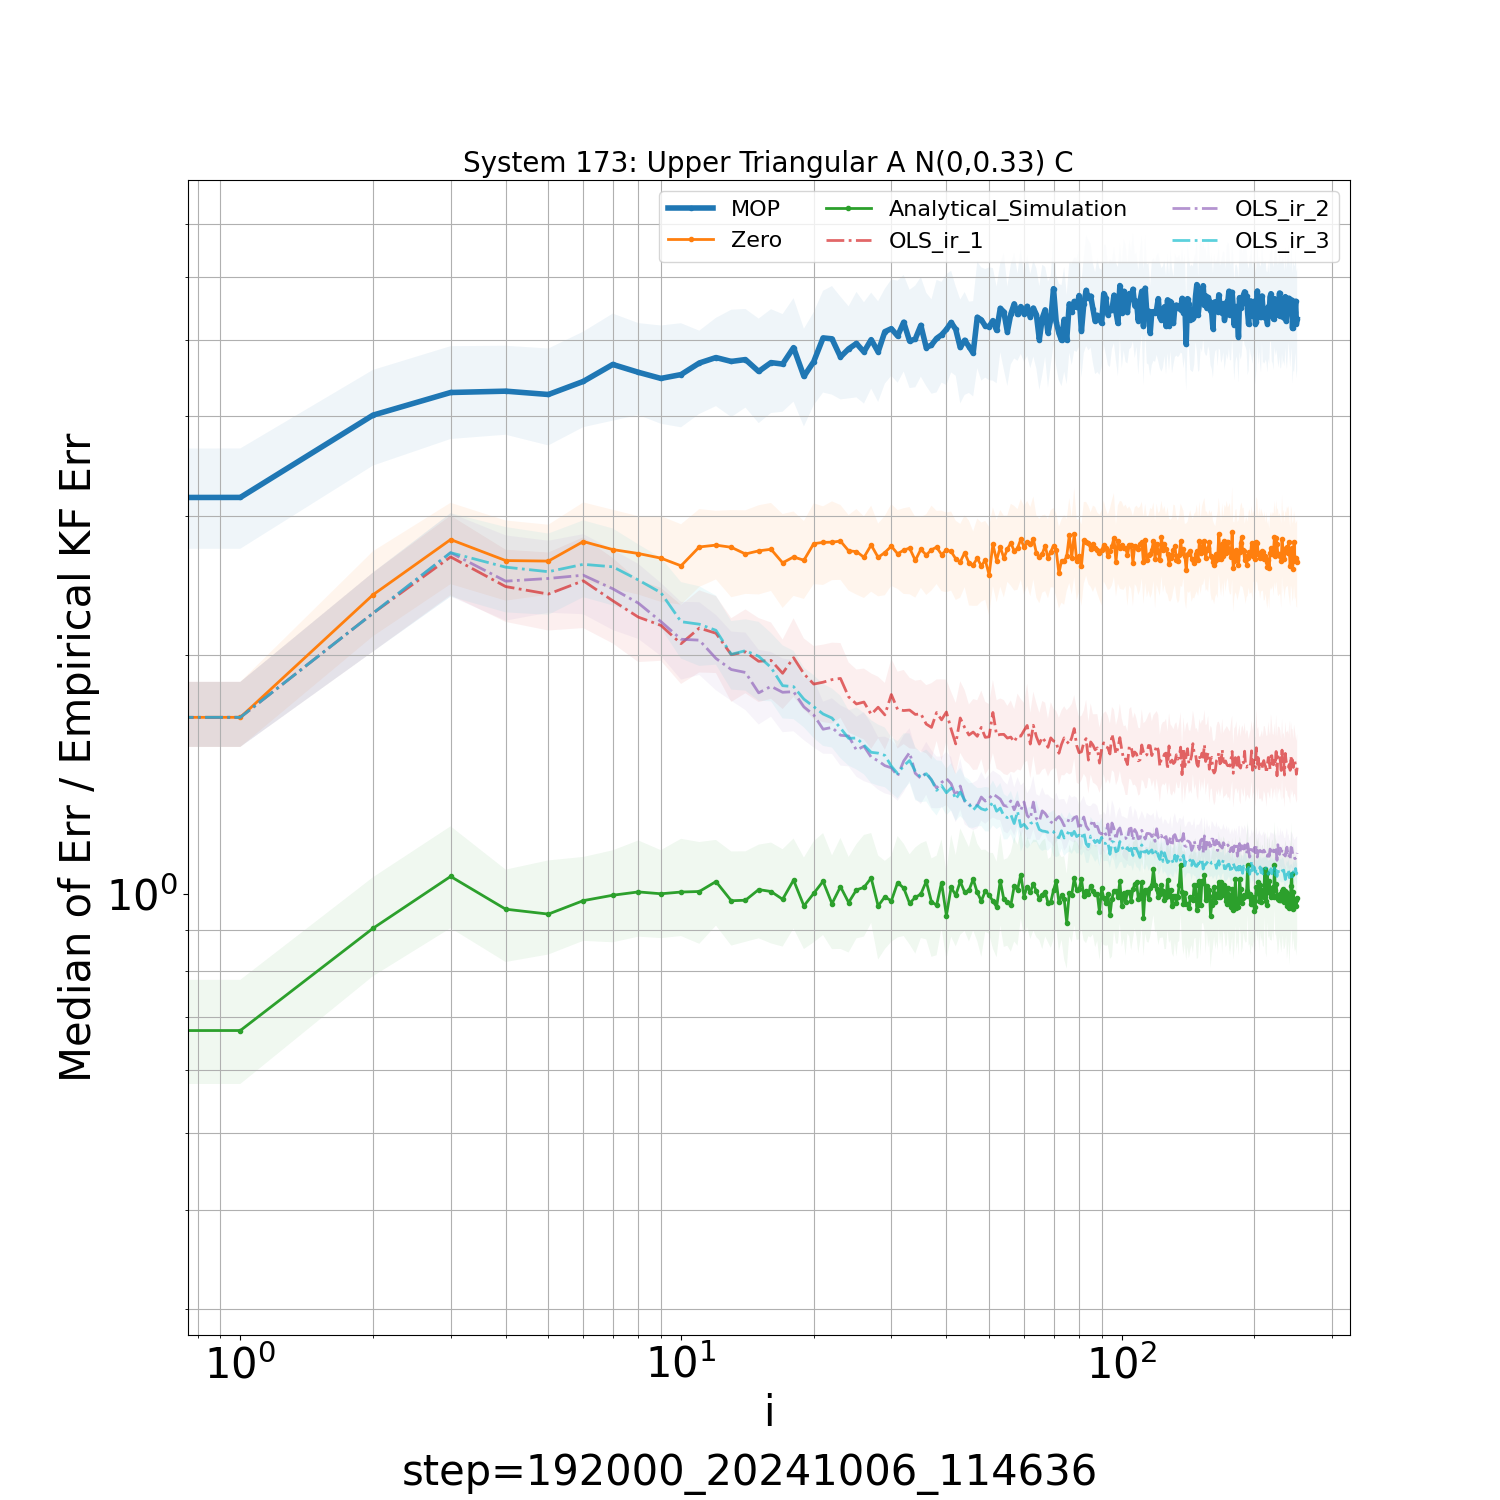 System 173: Upper Triangular A N(0,0.33) C
MOP
Zero
Analytical_Simulation
OLS_ir_1
OLS_ir_2
OLS_ir_3
Median of Err / Empirical KF Err
10⁰
10⁰ 10¹ 10²
i
step=192000_20241006_114636